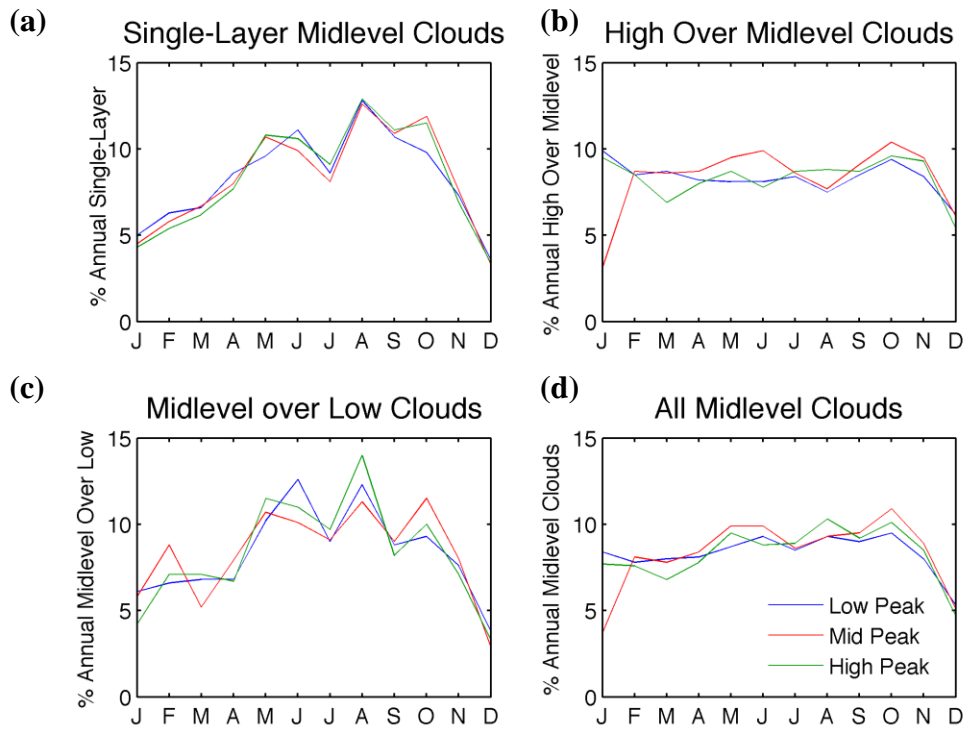 (a)
Single-Layer Midlevel Clouds
% Annual Single-Layer
15
10
5
0
J F M A M J J A S O N D
(b)
High Over Midlevel Clouds
% Annual High Over Midlevel
15
10
5
0
J F M A M J J A S O N D
(c)
Midlevel over Low Clouds
% Annual Midlevel Over Low
15
10
5
0
J F M A M J J A S O N D
(d)
All Midlevel Clouds
% Annual Midlevel Clouds
15
10
5
0
Low Peak
Mid Peak
High Peak
J F M A M J J A S O N D